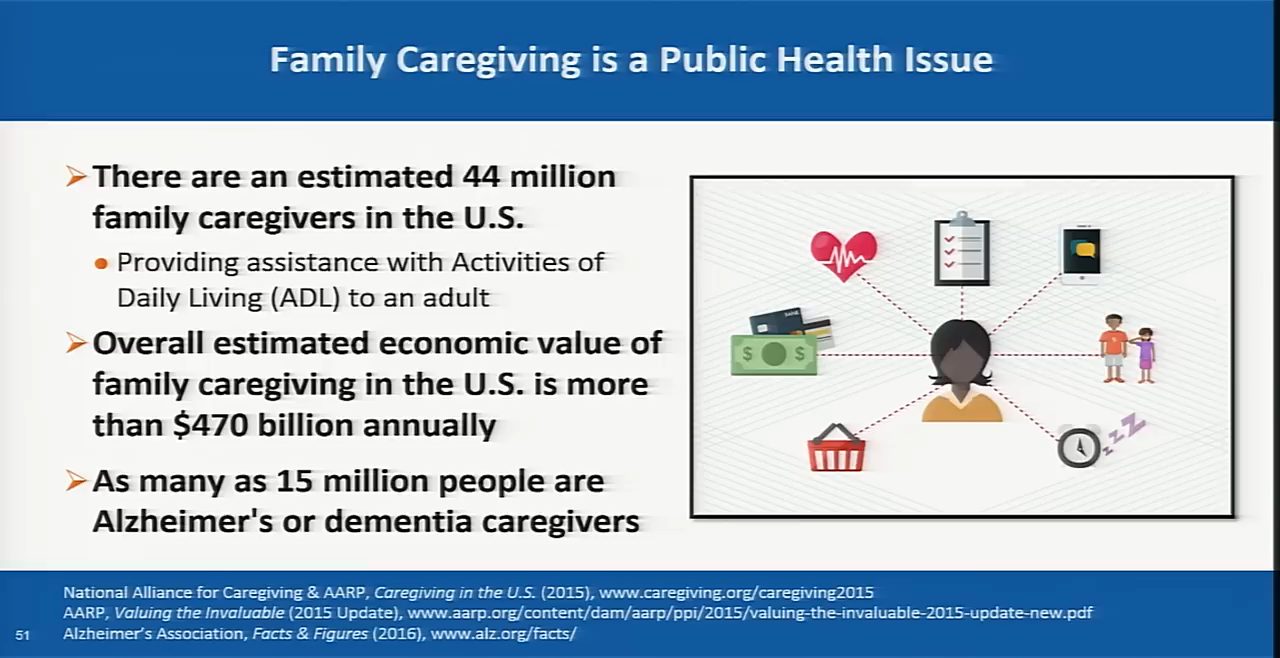 Family Caregiving is a Public Health Issue
There are an estimated 44 million
family caregivers in the U.S.
Providing assistance with Activities of
Daily Living (ADL) to an adult
Overall estimated economic value of
family caregiving in the U.S. is more
than $470 billion annually
As many as 15 million people are
Alzheimer's or dementia caregivers
$ $
z z Z
National Alliance for Caregiving & AARP, Caregiving in the U.S. (2015), www.caregiving.org/caregiving2015
AARP, Valuing the Invaluable (2015 Update), www.aarp.org/content/dam/aarp/ppi/2015/valuing-the-invaluable-2015-update-new.pdf
Alzheimer's Association, Facts & Figures (2016), www.alz.org/facts/
51